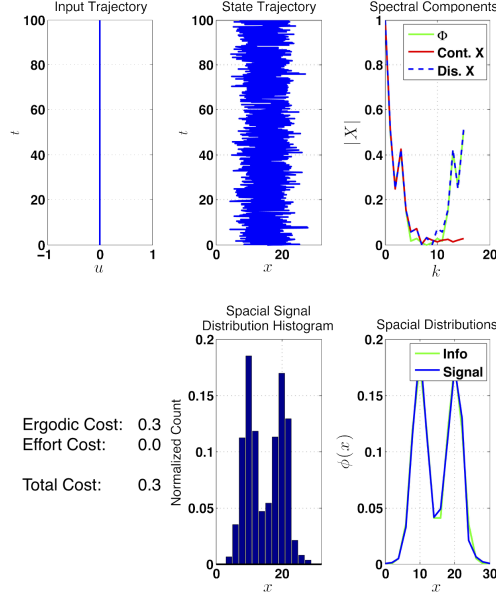 Input Trajectory
100
80
60
40
20
0
t
−1
0
1
u
State Trajectory
100
80
60
40
20
0
t
0
20
x
Spectral Components
1
0.8
0.6
0.4
0.2
0
|X|
0
10
20
k
Φ
Cont. X
Dis. X
Ergodic Cost: 0.3
Effort Cost: 0.0
Total Cost: 0.3
Spacial Signal
Distribution Histogram
0.2
0.15
0.1
0.05
0
Normalized Count
0
20
x
Spacial Distributions
0.2
0.15
0.1
0.05
0
ϕ(x)
0
10
20
30
x
Info
Signal